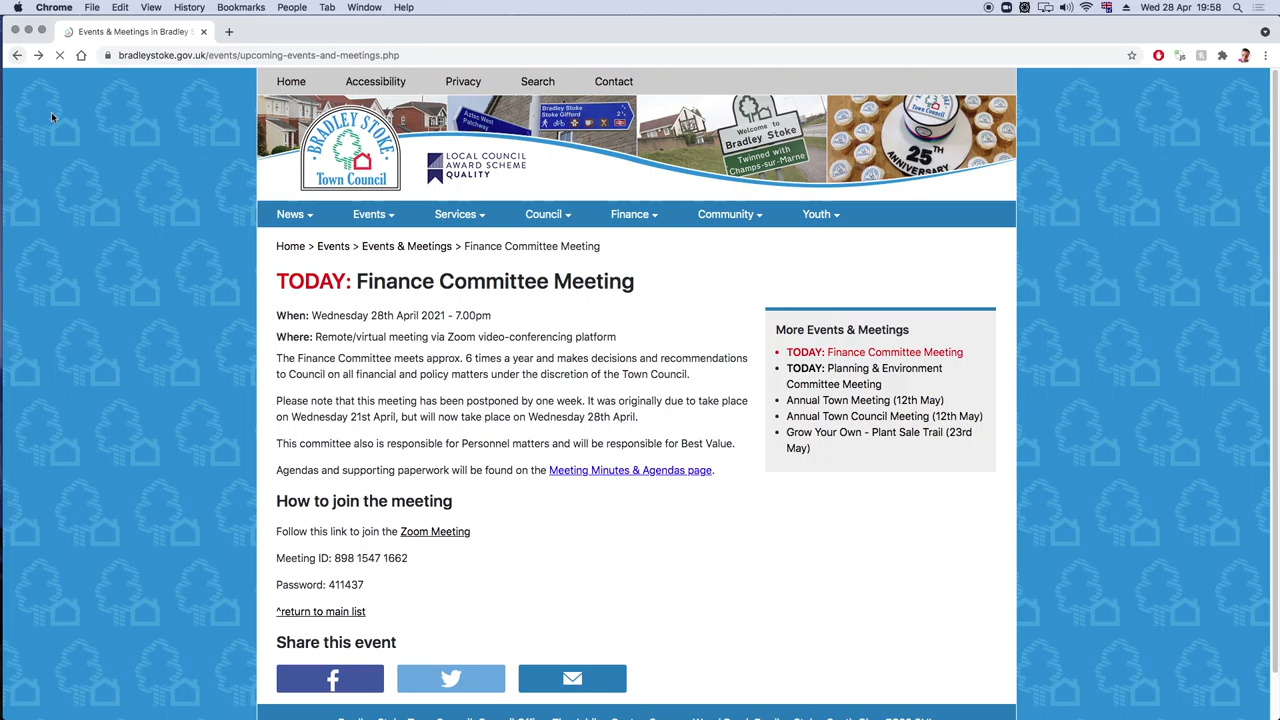 Chrome File Edit View History Bookmarks People Tab Window Help
Wed 28 Apr 19:58
Events & Meetings in Bradley S
bradleystoke.gov.uk/events/upcoming-events-and-meetings.php
Home Accessibility Privacy Search Contact
BRADLEY STOKE
Town Council
LOCAL COUNCIL
AWARD SCHEME
QUALITY
Aztec West
Patchway
Bradley Stoke
Stoke Gifford
Welcome to
Bradley Stoke
Twinned with
Champs-sur-Marne
25TH
ANNIVERSARY
News Events Services Council Finance Community Youth
Home > Events > Events & Meetings > Finance Committee Meeting
TODAY: Finance Committee Meeting
When: Wednesday 28th April 2021 - 7.00pm
Where: Remote/virtual meeting via Zoom video-conferencing platform
The Finance Committee meets approx. 6 times a year and makes decisions and recommendations
to Council on all financial and policy matters under the discretion of the Town Council.
Please note that this meeting has been postponed by one week. It was originally due to take place
on Wednesday 21st April, but will now take place on Wednesday 28th April.
This committee also is responsible for Personnel matters and will be responsible for Best Value.
Agendas and supporting paperwork will be found on the Meeting Minutes & Agendas page.
How to join the meeting
Follow this link to join the Zoom Meeting
Meeting ID: 898 1547 1662
Password: 411437
^return to main list
Share this event
More Events & Meetings
TODAY: Finance Committee Meeting
TODAY: Planning & Environment
Committee Meeting
Annual Town Meeting (12th May)
Annual Town Council Meeting (12th May)
Grow Your Own - Plant Sale Trail (23rd
May)